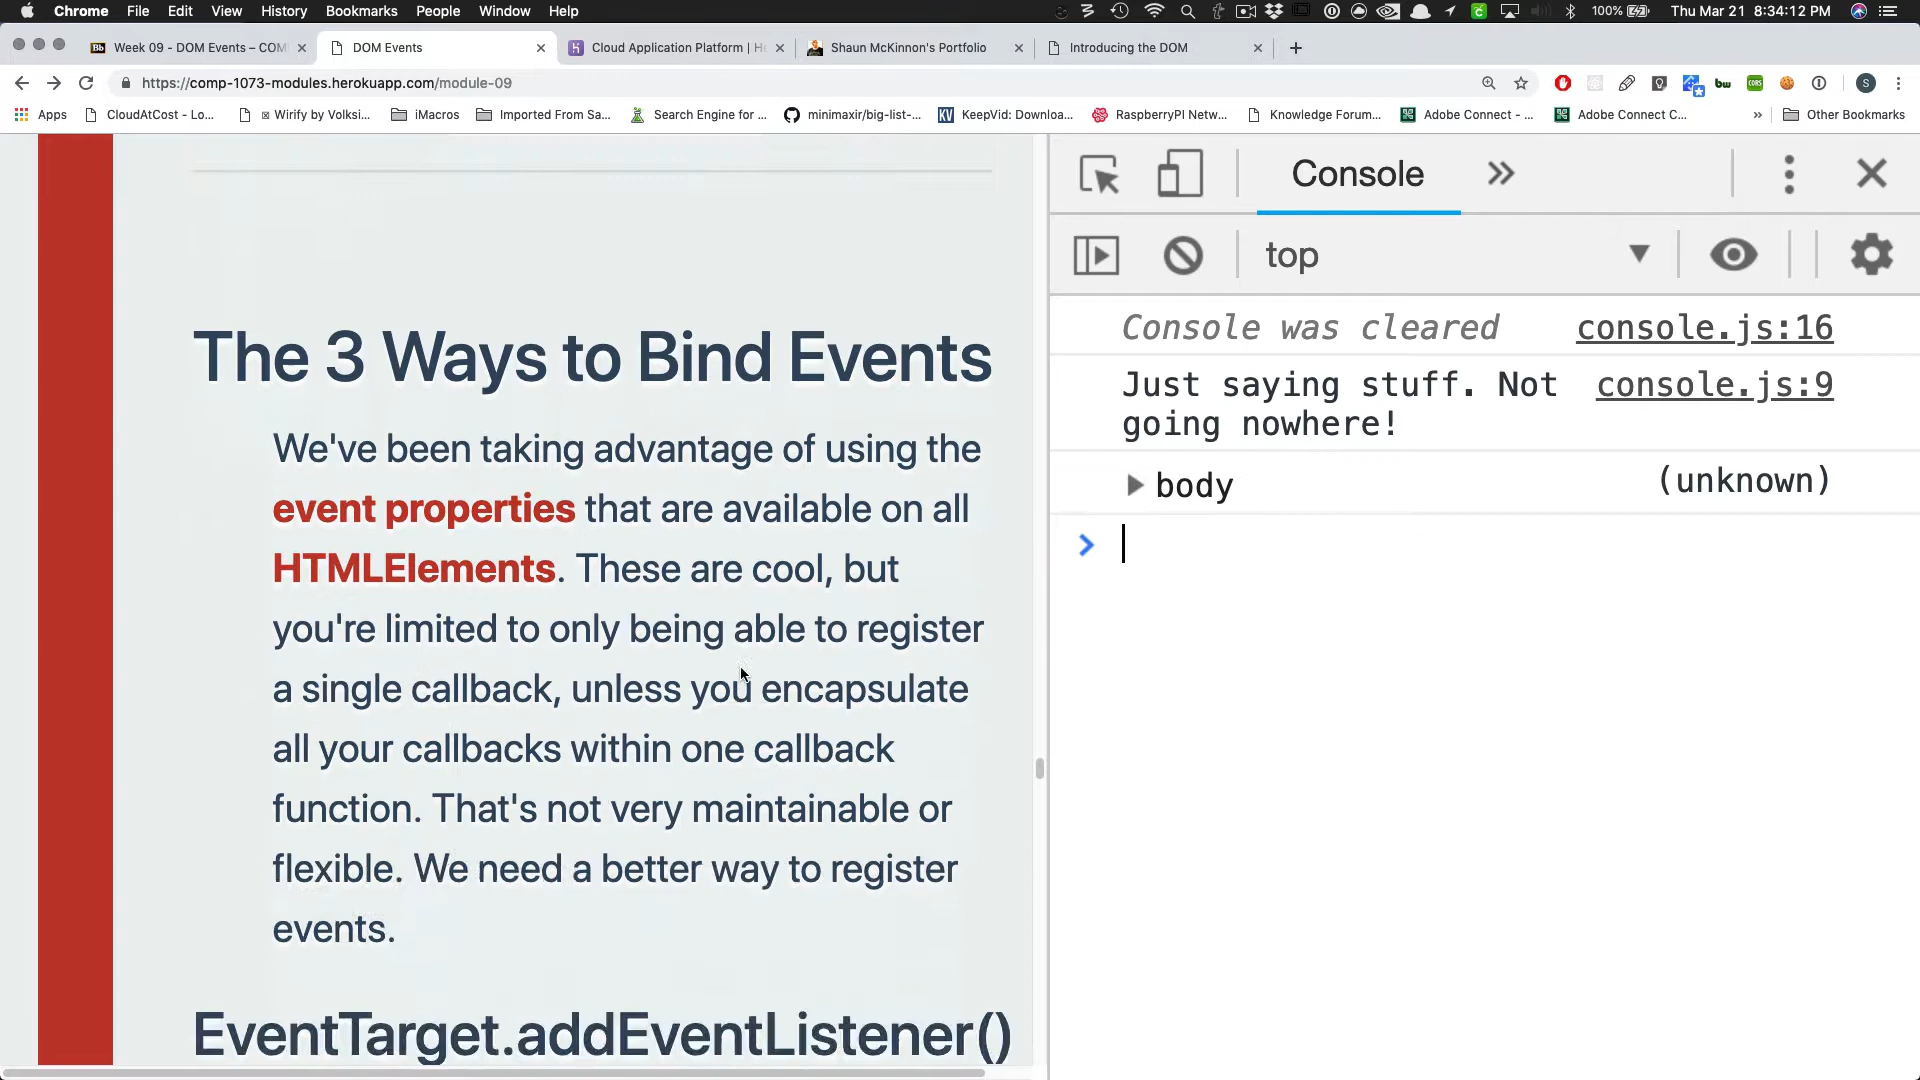 Chrome File Edit View History Bookmarks People Window Help 100% Thu Mar 21 8:34:12 PM
Week 09 - DOM Events – COM
DOM Events
Cloud Application Platform | He
Shaun McKinnon's Portfolio
Introducing the DOM
https://comp-1073-modules.herokuapp.com/module-09
Apps CloudAtCost - Lo... Wirify by Volksi... iMacros Imported From Sa... Search Engine for ... minimaxir/big-list-... KeepVid: Downloa... RaspberryPI Netw... Knowledge Forum... Adobe Connect - ... Adobe Connect C... » Other Bookmarks
The 3 Ways to Bind Events
We've been taking advantage of using the
event properties that are available on all
HTMLElements. These are cool, but
you're limited to only being able to register
a single callback, unless you encapsulate
all your callbacks within one callback
function. That's not very maintainable or
flexible. We need a better way to register
events.
EventTarget.addEventListener()
Console
top
Console was cleared console.js:16
Just saying stuff. Not console.js:9
going nowhere!
body (unknown)